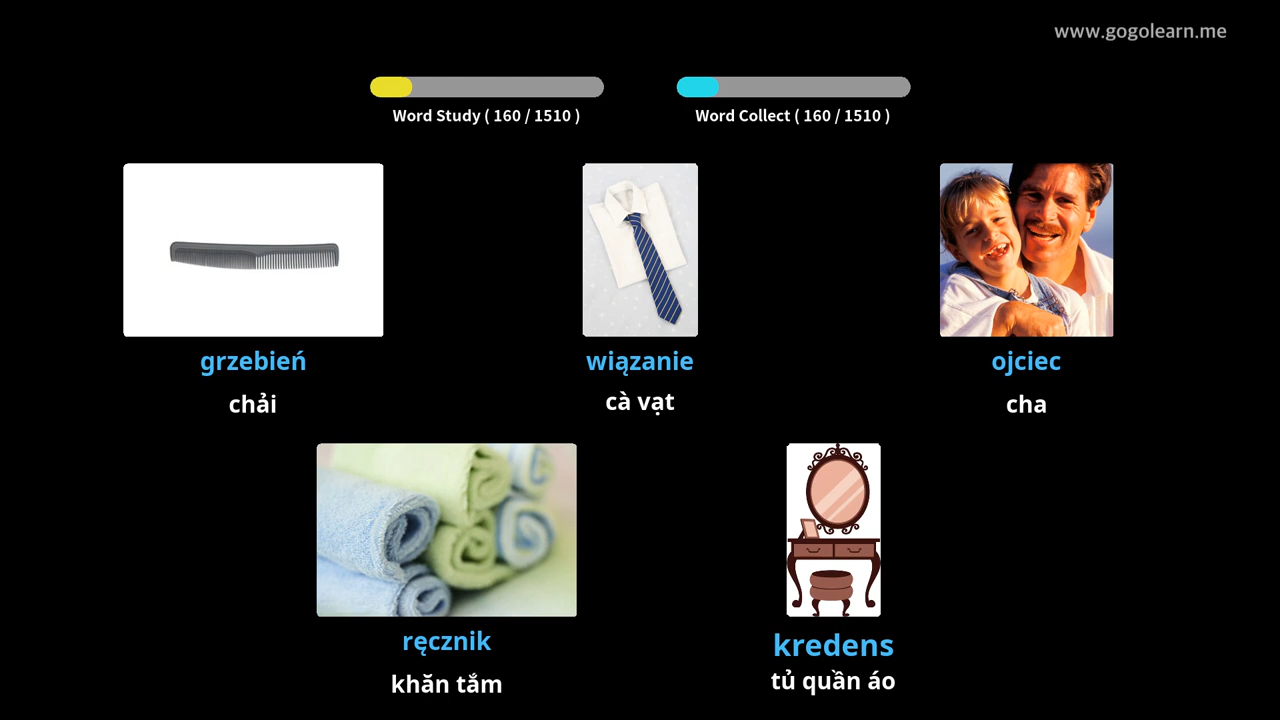 www.gogolearn.me
Word Study ( 160 / 1510 )
Word Collect ( 160 / 1510 )
grzebień
wiązanie
ojciec
chải
cà vạt
cha
ręcznik
kredens
khăn tắm
tủ quần áo